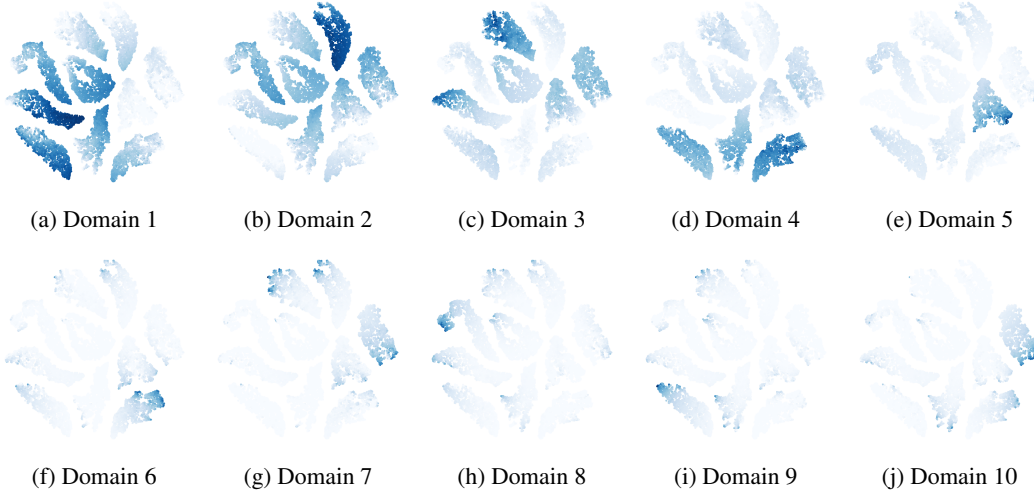 (a) Domain 1 (b) Domain 2 (c) Domain 3 (d) Domain 4 (e) Domain 5
(f) Domain 6 (g) Domain 7 (h) Domain 8 (i) Domain 9 (j) Domain 10